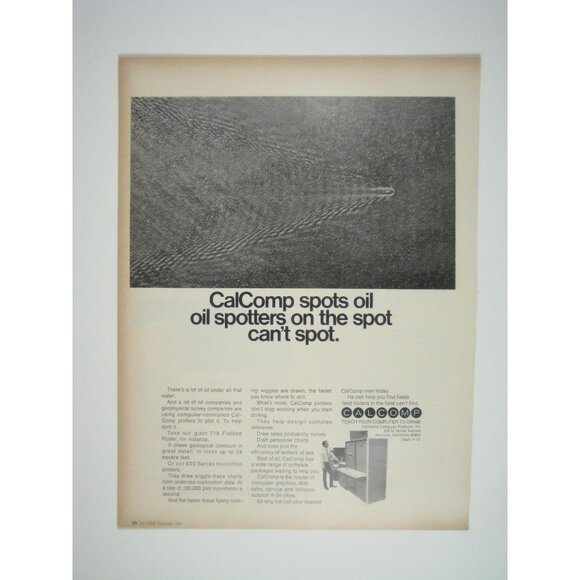 CalComp spots oil
oil spotters on the spot
can't spot.
There's a lot of oil under all that
water.
And a lot of oil companies and
geophysical survey companies are
using computer-controlled Cal-
Comp plotters to plot it. To help
spot it.
Take our giant 718 Flatbed
Plotter, for instance.
It draws geological contours in
great detail. In sizes up to 24
square feet.
Or our 800 Series microfilm
plotters.
They draw wiggle-trace charts
from undersea exploration data. At
a rate of 100,000 plot increments a
second.
And the faster these funny look-
ing wiggles are drawn, the faster
you know where to drill.
What's more, CalComp plotters
don't stop working when you start
drilling.
They help design complex
refineries.
Draw sales probability curves.
Draft personnel charts.
And even plot the
efficiency of tankers at sea.
Best of all, CalComp has
a wide range of software
packages waiting to help you.
CalComp is the leader in
computer graphics. With
sales, service and software
support in 34 cities.
So why not call your nearest
CalComp man today.
He can help you find fields
field finders in the field can't find.
CALCOMP
TEACH YOUR COMPUTER TO DRAW.
California Computer Products, Inc.
Anaheim, California 92803